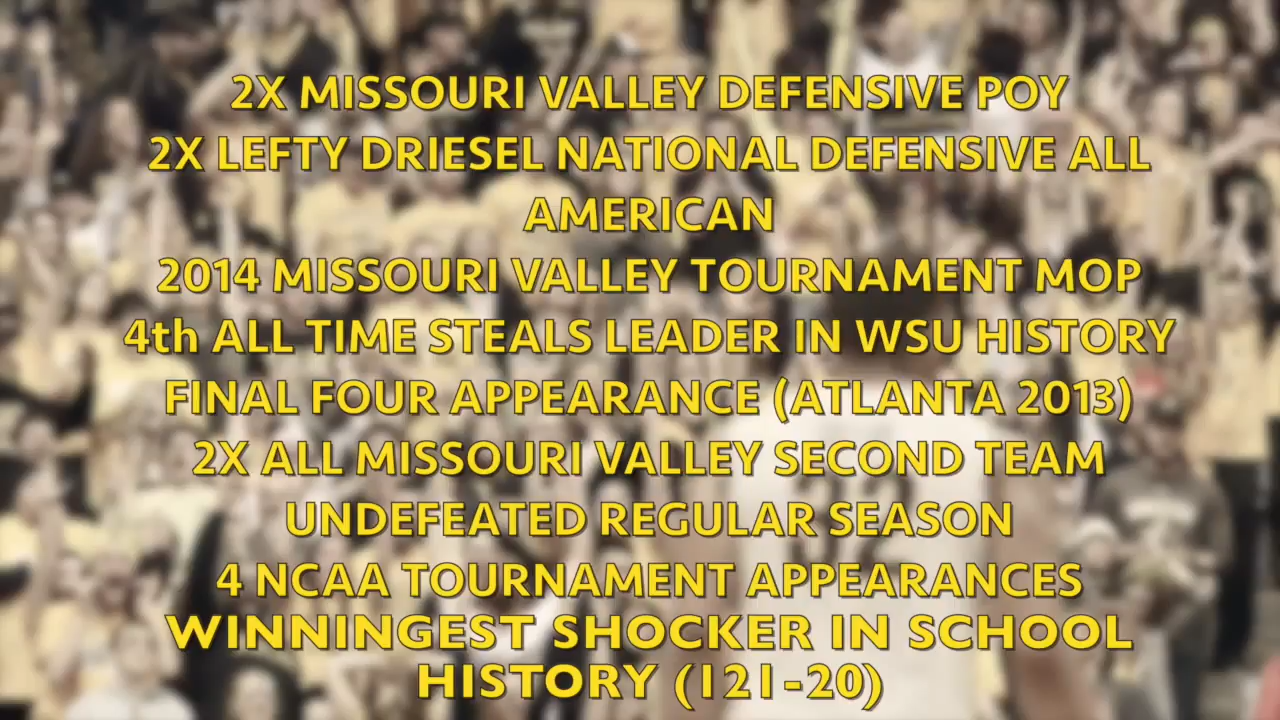 2X MISSOURI VALLEY DEFENSIVE POY
2X LEFTY DRIESEL NATIONAL DEFENSIVE ALL
AMERICAN
2014 MISSOURI VALLEY TOURNAMENT MOP
4th ALL TIME STEALS LEADER IN WSU HISTORY
FINAL FOUR APPEARANCE (ATLANTA 2013)
2X ALL MISSOURI VALLEY SECOND TEAM
UNDEFEATED REGULAR SEASON
4 NCAA TOURNAMENT APPEARANCES
WINNINGEST SHOCKER IN SCHOOL
HISTORY (121-20)